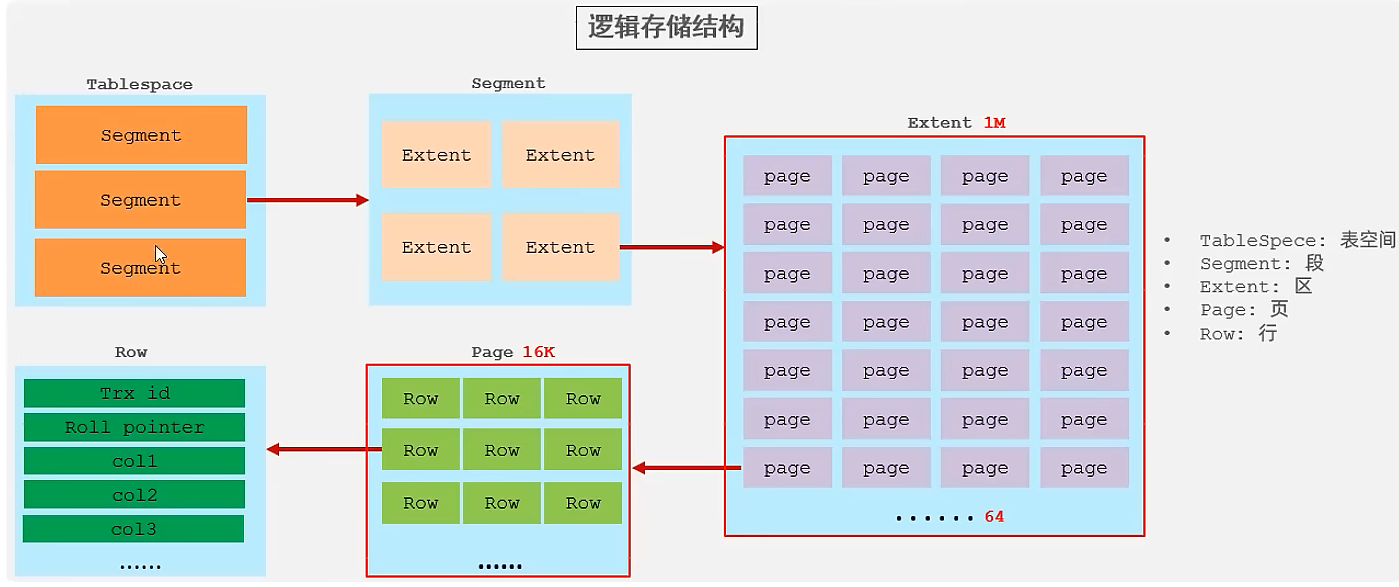 逻辑存储结构
Tablespace
Segment
Segment
Segment
Segment
Extent Extent
Extent Extent
Extent 1M
page page page page
page page page page
page page page page
page page page page
page page page page
page page page page
page page page page
......64
• TableSpece: 表空间
• Segment: 段
• Extent: 区
• Page: 页
• Row: 行
Row
Trx id
Roll pointer
col1
col2
col3
......
Page 16K
Row Row Row
Row Row Row
Row Row Row
......